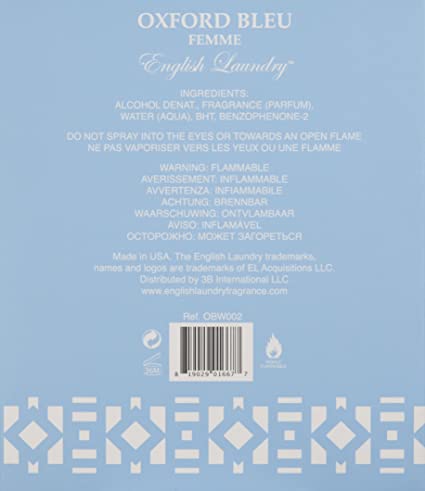 OXFORD BLEU
FEMME
English Laundry™
INGREDIENTS:
ALCOHOL DENAT., FRAGRANCE (PARFUM),
WATER (AQUA), BHT, BENZOPHENONE-2
DO NOT SPRAY INTO THE EYES OR TOWARDS AN OPEN FLAME
NE PAS VAPORISER VERS LES YEUX OU UNE FLAMME
WARNING: FLAMMABLE
AVERISSEMENT: INFLAMMABLE
AVVERTENZA: INFIAMMABILE
ACHTUNG: BRENNBAR
WAARSCHUWING: ONTVLAMBAAR
AVISO: INFLAMÁVEL
ОСТОРОЖНО: МОЖЕТ ЗАГОРЕТЬСЯ
Made in USA. The English Laundry trademarks,
names and logos are trademarks of EL Acquisitions LLC.
Distributed by 3B International LLC
www.englishlaundryfragrance.com
Ref. OBW002
36M
8 19029 01667 7